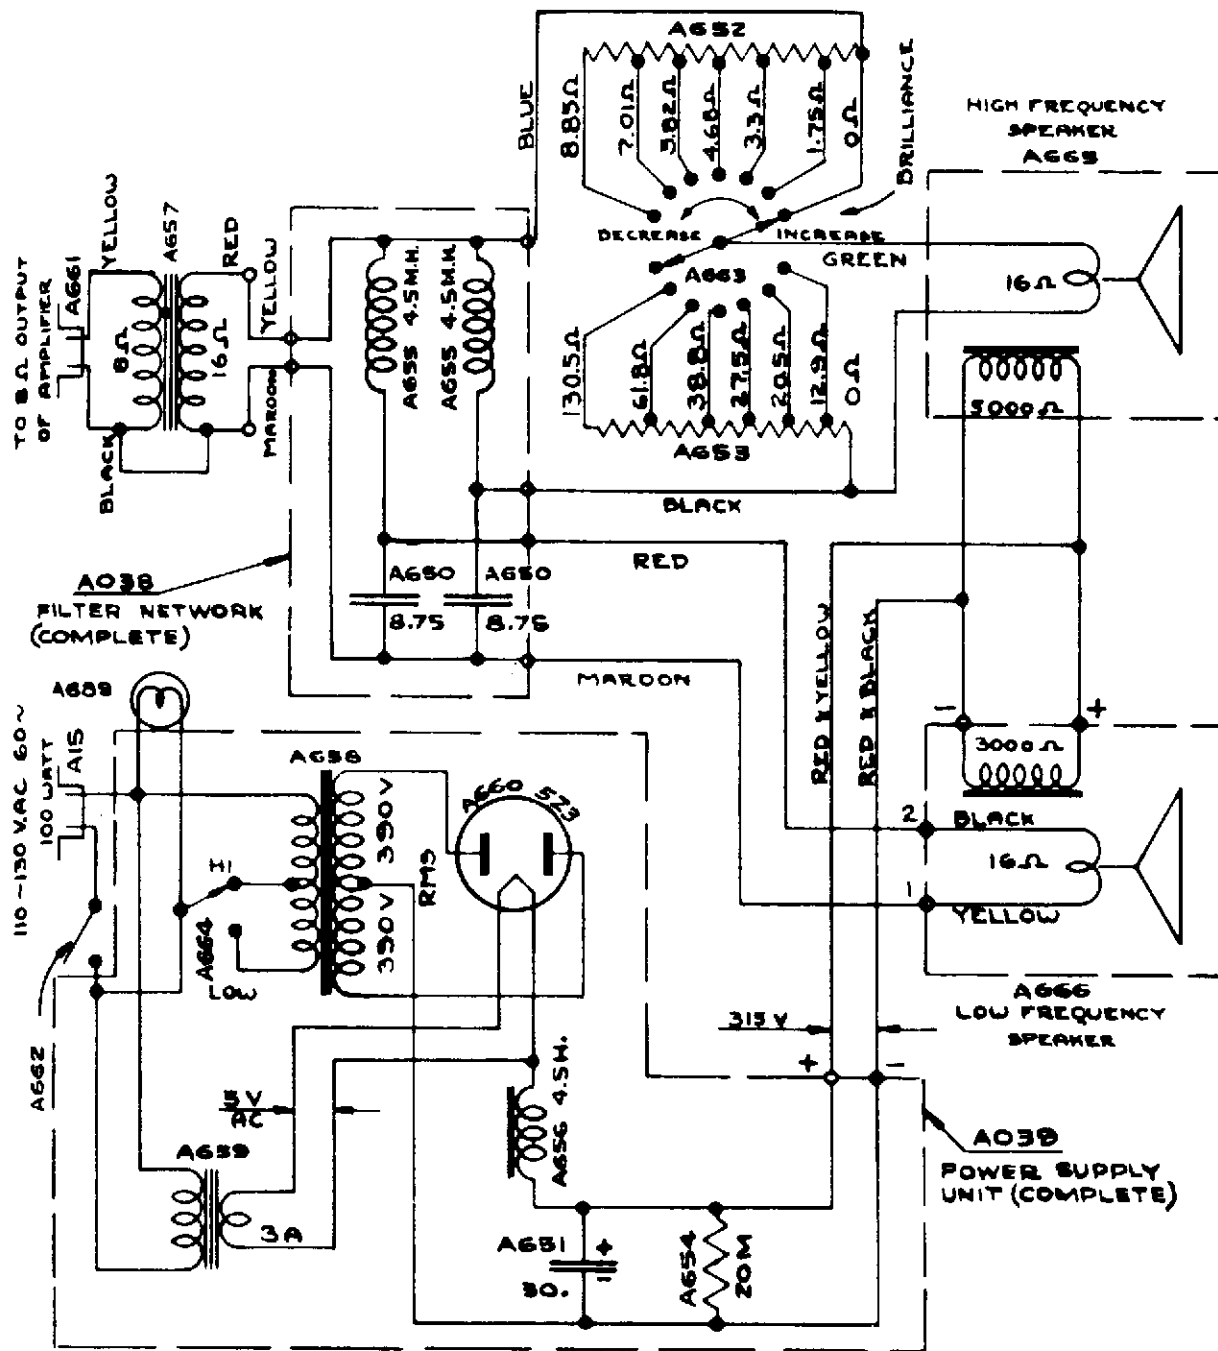 A652
8.85Ω
7.01Ω
5.82Ω
4.68Ω
3.3Ω
1.75Ω
0Ω
BLUE
BRILLIANCE
DECREASE
INCREASE
GREEN
A663
130.5Ω
61.8Ω
38.8Ω
27.5Ω
20.5Ω
12.9Ω
0Ω
A653
BLACK
RED
MAROON
HIGH FREQUENCY
SPEAKER
A665
16Ω
5000Ω
TO 8Ω OUTPUT
OF AMPLIFIER
A661
YELLOW
BLACK
A657
8Ω
16Ω
RED
YELLOW
MAROON
A655 4.5M.H.
A655 4.5M.H.
A650
8.75
A650
8.75
A038
FILTER NETWORK
(COMPLETE)
RED & YELLOW
RED & BLACK
-
+
3000Ω
2
BLACK
16Ω
1
YELLOW
A666
LOW FREQUENCY
SPEAKER
A689
110-130 V.AC 60~
100 WATT
A15
A662
HI
A664
LOW
A658
390V
390V
RMS
A660
5Z3
315 V
+
-
5 V
AC
A659
3A
A656 4.5H.
A651
30.
+
A654
20M
A039
POWER SUPPLY
UNIT (COMPLETE)